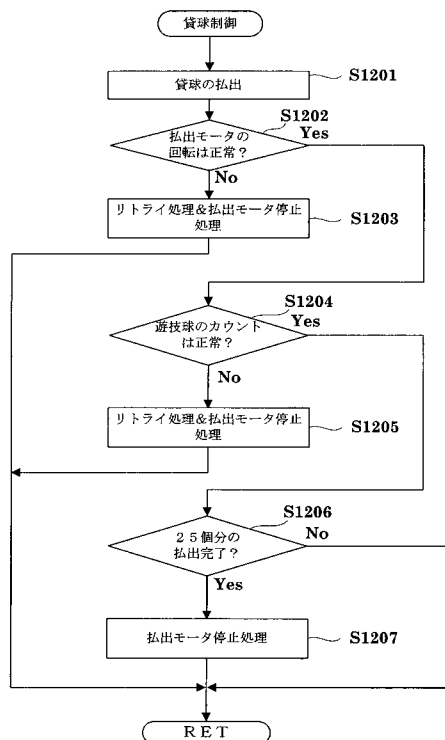 貸球制御
貸球の払出
S1201
S1202
払出モータの
回転は正常?
Yes
No
リトライ処理&払出モータ停止
処理
S1203
S1204
遊技球のカウント
は正常?
Yes
No
リトライ処理&払出モータ停止
処理
S1205
S1206
25個分の
払出完了?
No
Yes
払出モータ停止処理
S1207
RET